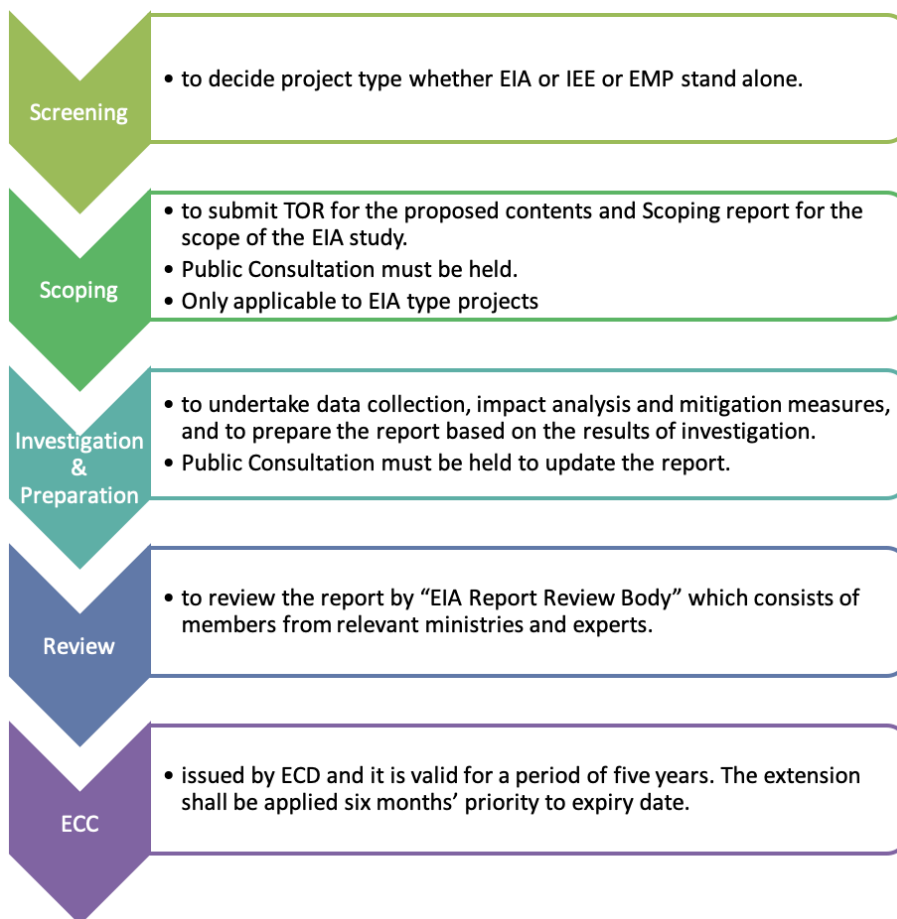 Screening
• to decide project type whether EIA or IEE or EMP stand alone.
Scoping
• to submit TOR for the proposed contents and Scoping report for the
scope of the EIA study.
• Public Consultation must be held.
• Only applicable to EIA type projects
Investigation
&
Preparation
• to undertake data collection, impact analysis and mitigation measures,
and to prepare the report based on the results of investigation.
• Public Consultation must be held to update the report.
Review
• to review the report by “EIA Report Review Body” which consists of
members from relevant ministries and experts.
ECC
• issued by ECD and it is valid for a period of five years. The extension
shall be applied six months’ priority to expiry date.